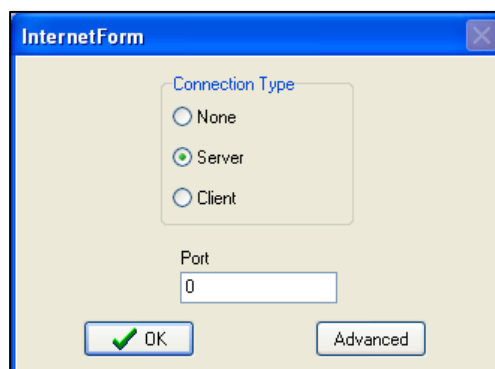 InternetForm
Connection Type
None
Server
Client
Port
0
OK Advanced